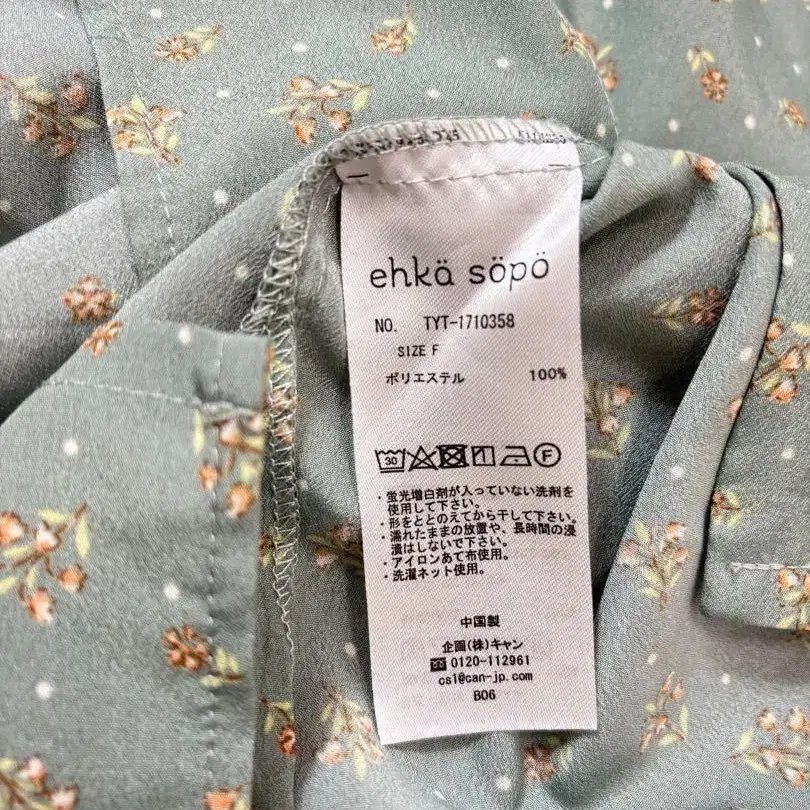 ehkä söpö
NO. TYT-1710358
SIZE F
ポリエステル 100%
30 F
・蛍光増白剤が入っていない洗剤を
使用して下さい。
・形をととのえてから干して下さい。
・濡れたままの放置や、長時間の浸
漬はしないで下さい。
・アイロンあて布使用。
・洗濯ネット使用。
中国製
企画(株)キャン
0120-112961
cs1@can-jp.com
B06